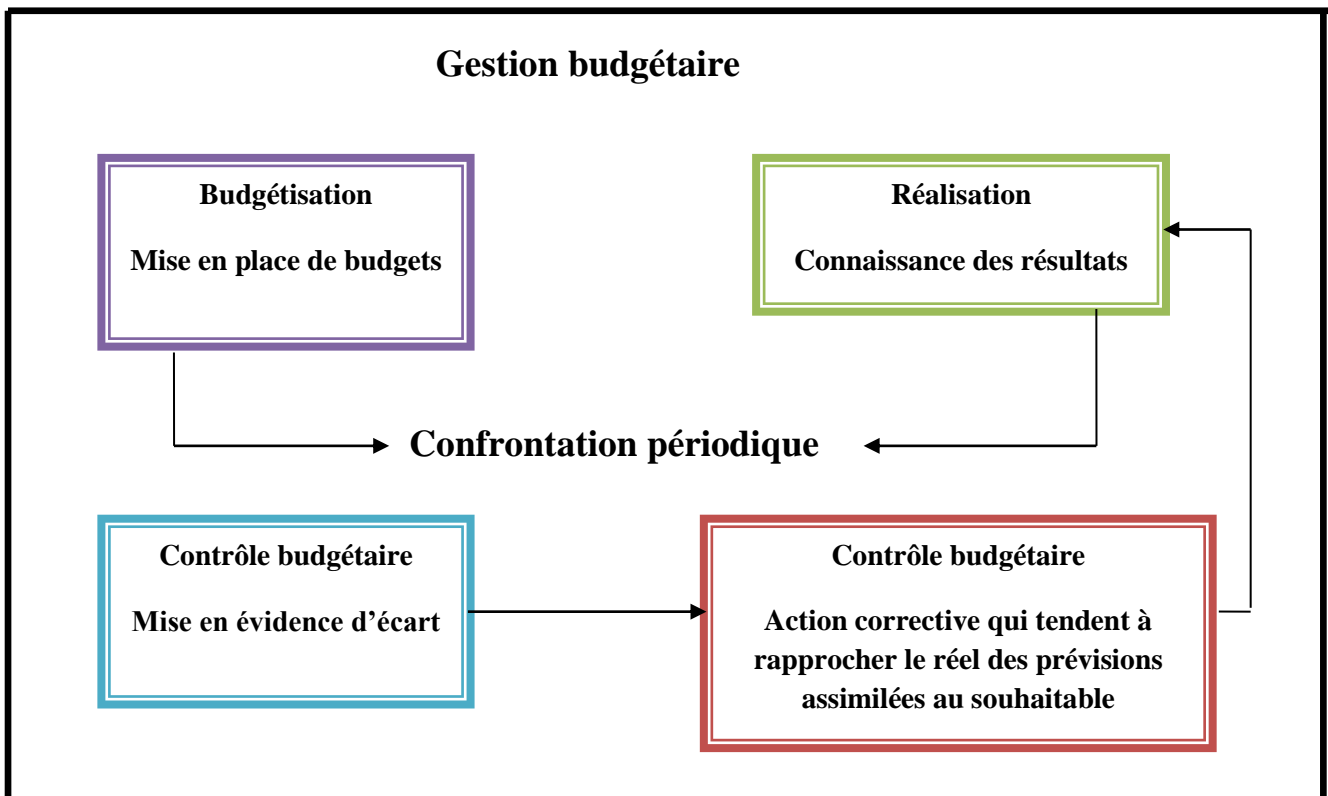 Gestion budgétaire
Budgétisation
Mise en place de budgets
Réalisation
Connaissance des résultats
Confrontation périodique
Contrôle budgétaire
Mise en évidence d’écart
Contrôle budgétaire
Action corrective qui tendent à
rapprocher le réel des prévisions
assimilées au souhaitable